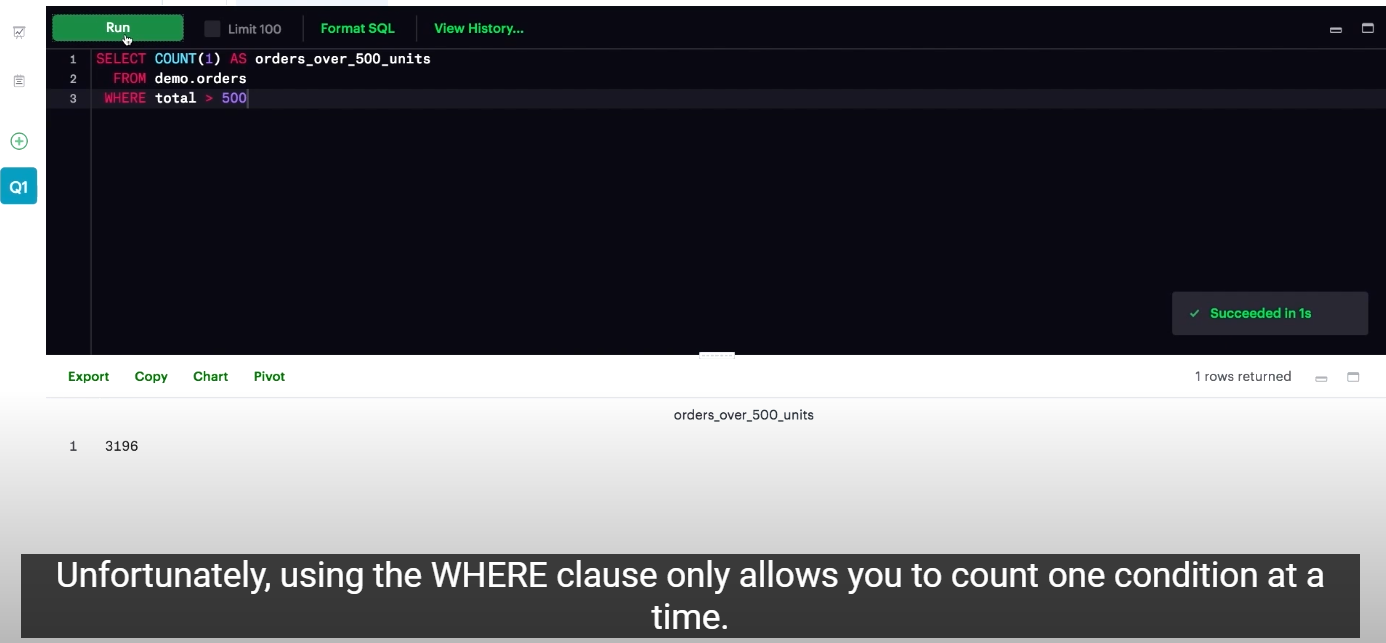 Run
Limit 100
Format SQL
View History...
1 SELECT COUNT(1) AS orders_over_500_units
2 FROM demo.orders
3 WHERE total > 500
Q1
Succeeded in 1s
Export Copy Chart Pivot
1 rows returned
orders_over_500_units
1 3196
Unfortunately, using the WHERE clause only allows you to count one condition at a
time.